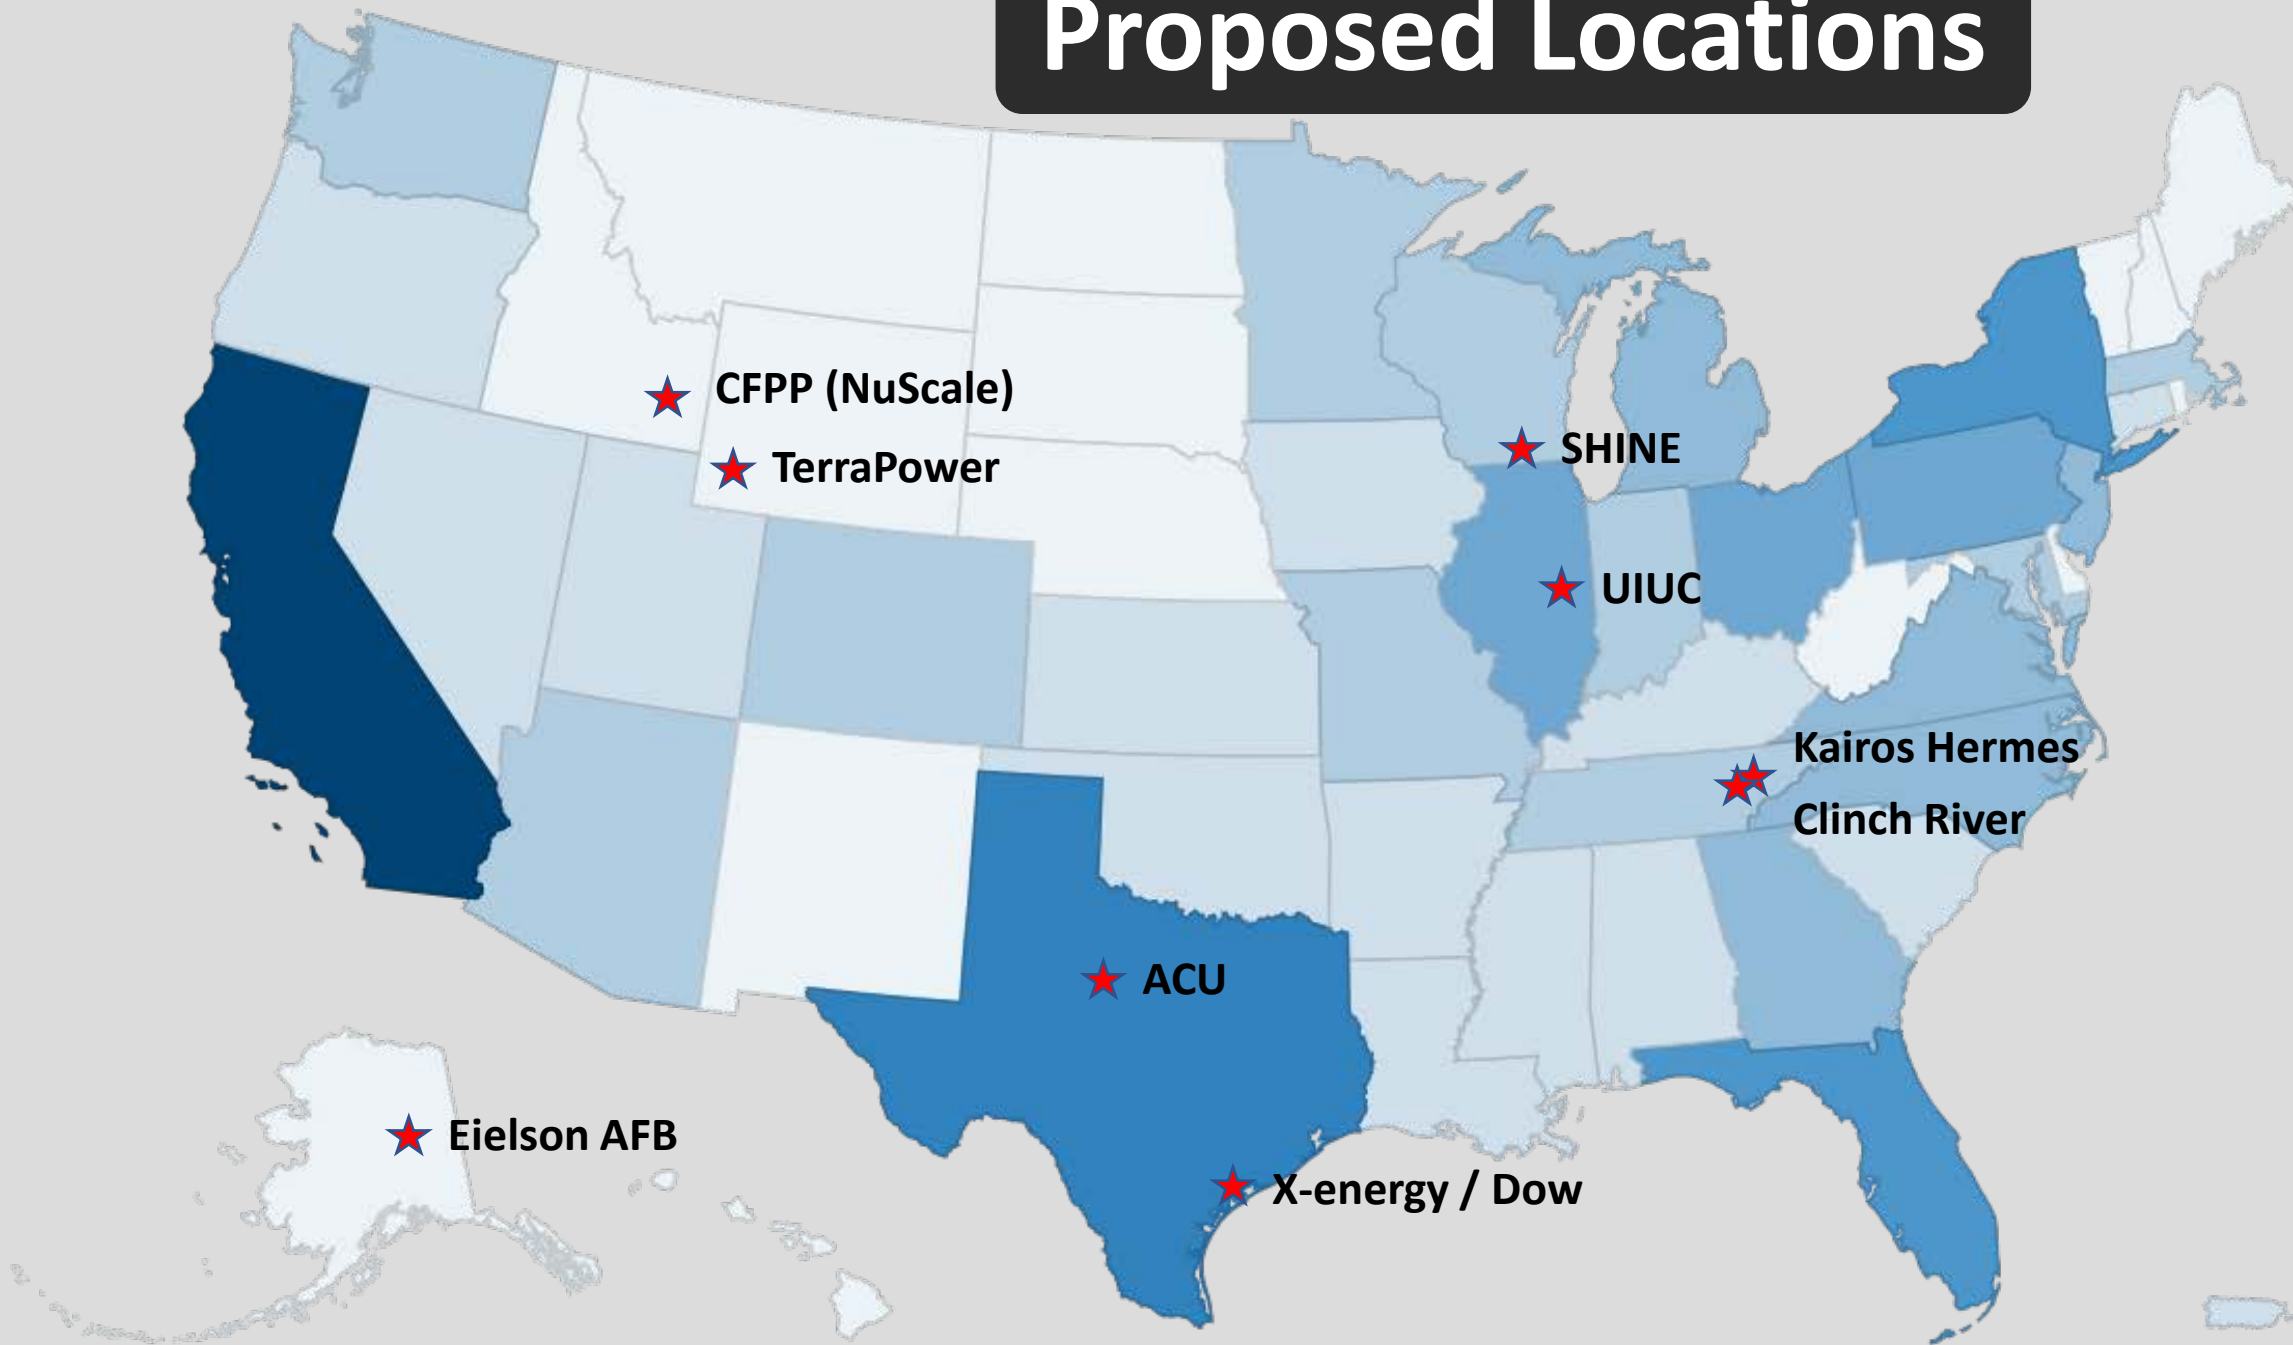 Proposed Locations
CFPP (NuScale)
TerraPower
SHINE
UIUC
Kairos Hermes
Clinch River
ACU
Eielson AFB
X-energy / Dow